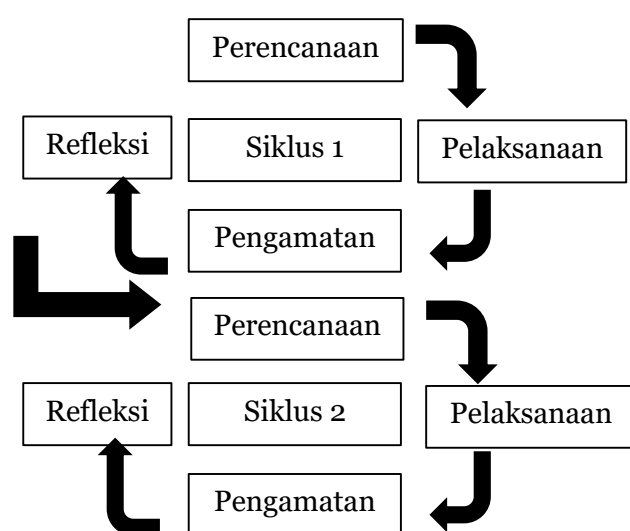 Perencanaan
Refleksi
Siklus 1
Pelaksanaan
Pengamatan
Perencanaan
Refleksi
Siklus 2
Pelaksanaan
Pengamatan